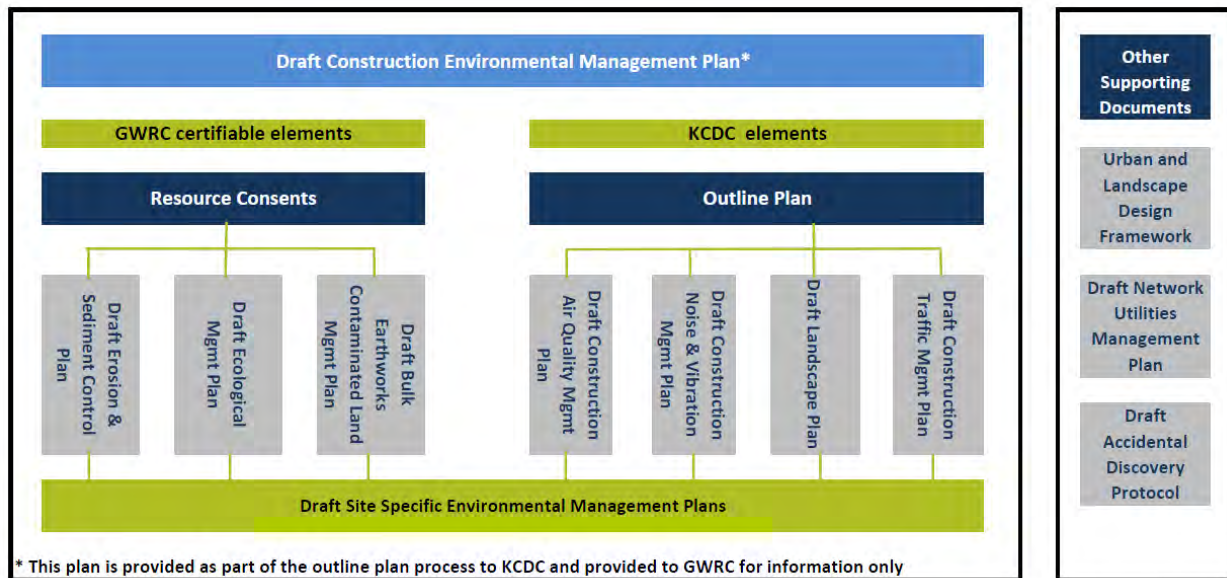 Draft Construction Environmental Management Plan*
GWRC certifiable elements
KCDC elements
Resource Consents
Outline Plan
Draft Erosion &
Sediment Control
Plan
Draft Ecological
Mgmt Plan
Draft Bulk
Earthworks
Contaminated Land
Mgmt Plan
Draft Construction
Air Quality Mgmt
Plan
Draft Construction
Noise & Vibration
Mgmt Plan
Draft Landscape Plan
Draft Construction
Traffic Mgmt Plan
Draft Site Specific Environmental Management Plans
* This plan is provided as part of the outline plan process to KCDC and provided to GWRC for information only
Other
Supporting
Documents
Urban and
Landscape
Design
Framework
Draft Network
Utilities
Management
Plan
Draft
Accidental
Discovery
Protocol